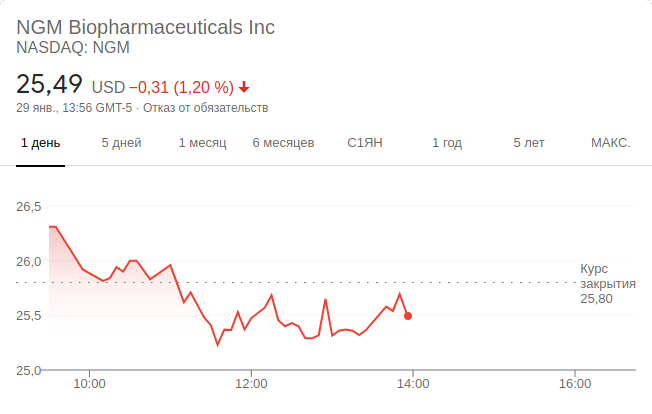 NGM Biopharmaceuticals Inc
NASDAQ: NGM
25,49 USD −0,31 (1,20 %)
29 янв., 13:56 GMT-5 · Отказ от обязательств
1 день 5 дней 1 месяц 6 месяцев С1ЯН 1 год 5 лет МАКС.
26,5
26,0
Курс
закрытия
25,80
25,5
25,0
10:00 12:00 14:00 16:00